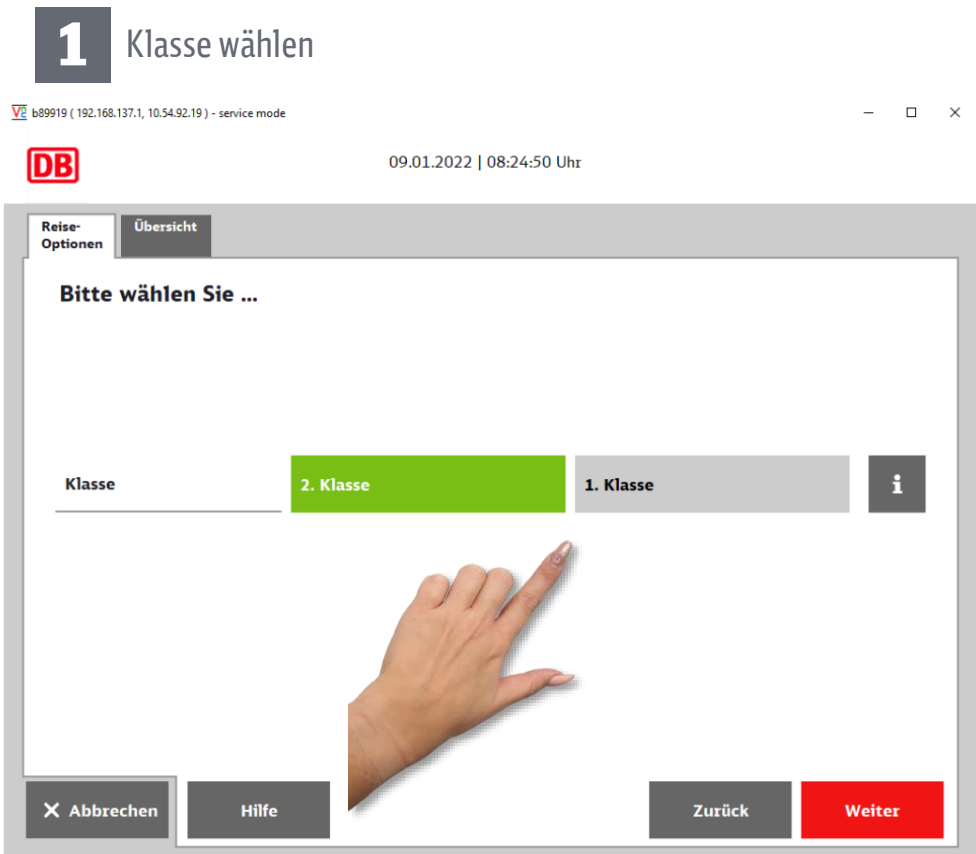 1 Klasse wählen
b89919 ( 192.168.137.1, 10.54.92.19 ) - service mode
DB
09.01.2022 | 08:24:50 Uhr
Reise-
Optionen
Übersicht
Bitte wählen Sie ...
Klasse 2. Klasse 1. Klasse i
Abbrechen Hilfe Zurück Weiter